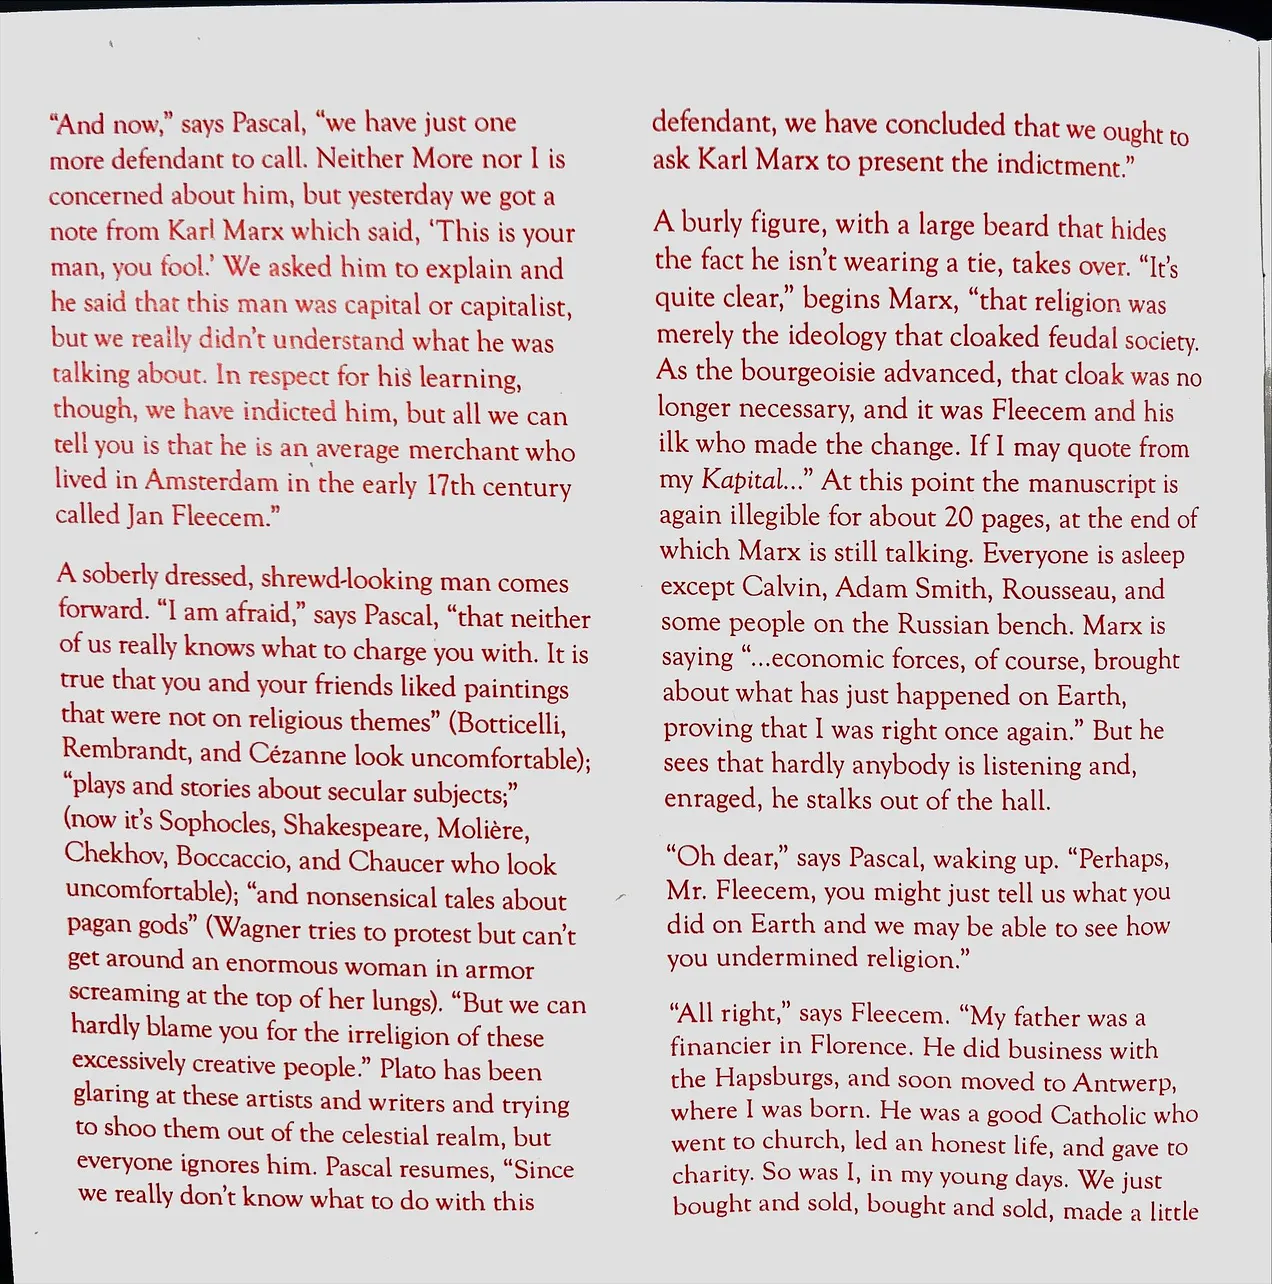 “And now,” says Pascal, “we have just one
more defendant to call. Neither More nor I is
concerned about him, but yesterday we got a
note from Karl Marx which said, ‘This is your
man, you fool.’ We asked him to explain and
he said that this man was capital or capitalist,
but we really didn’t understand what he was
talking about. In respect for his learning,
though, we have indicted him, but all we can
tell you is that he is an average merchant who
lived in Amsterdam in the early 17th century
called Jan Fleecem.”
A soberly dressed, shrewd-looking man comes
forward. “I am afraid,” says Pascal, “that neither
of us really knows what to charge you with. It is
true that you and your friends liked paintings
that were not on religious themes” (Botticelli,
Rembrandt, and Cézanne look uncomfortable);
“plays and stories about secular subjects;”
(now it’s Sophocles, Shakespeare, Molière,
Chekhov, Boccaccio, and Chaucer who look
uncomfortable); “and nonsensical tales about
pagan gods” (Wagner tries to protest but can’t
get around an enormous woman in armor
screaming at the top of her lungs). “But we can
hardly blame you for the irreligion of these
excessively creative people.” Plato has been
glaring at these artists and writers and trying
to shoo them out of the celestial realm, but
everyone ignores him. Pascal resumes, “Since
we really don’t know what to do with this
defendant, we have concluded that we ought to
ask Karl Marx to present the indictment.”
A burly figure, with a large beard that hides
the fact he isn’t wearing a tie, takes over. “It’s
quite clear,” begins Marx, “that religion was
merely the ideology that cloaked feudal society.
As the bourgeoisie advanced, that cloak was no
longer necessary, and it was Fleecem and his
ilk who made the change. If I may quote from
my Kapital...” At this point the manuscript is
again illegible for about 20 pages, at the end of
which Marx is still talking. Everyone is asleep
except Calvin, Adam Smith, Rousseau, and
some people on the Russian bench. Marx is
saying “...economic forces, of course, brought
about what has just happened on Earth,
proving that I was right once again.” But he
sees that hardly anybody is listening and,
enraged, he stalks out of the hall.
“Oh dear,” says Pascal, waking up. “Perhaps,
Mr. Fleecem, you might just tell us what you
did on Earth and we may be able to see how
you undermined religion.”
“All right,” says Fleecem. “My father was a
financier in Florence. He did business with
the Hapsburgs, and soon moved to Antwerp,
where I was born. He was a good Catholic who
went to church, led an honest life, and gave to
charity. So was I, in my young days. We just
bought and sold, bought and sold, made a little